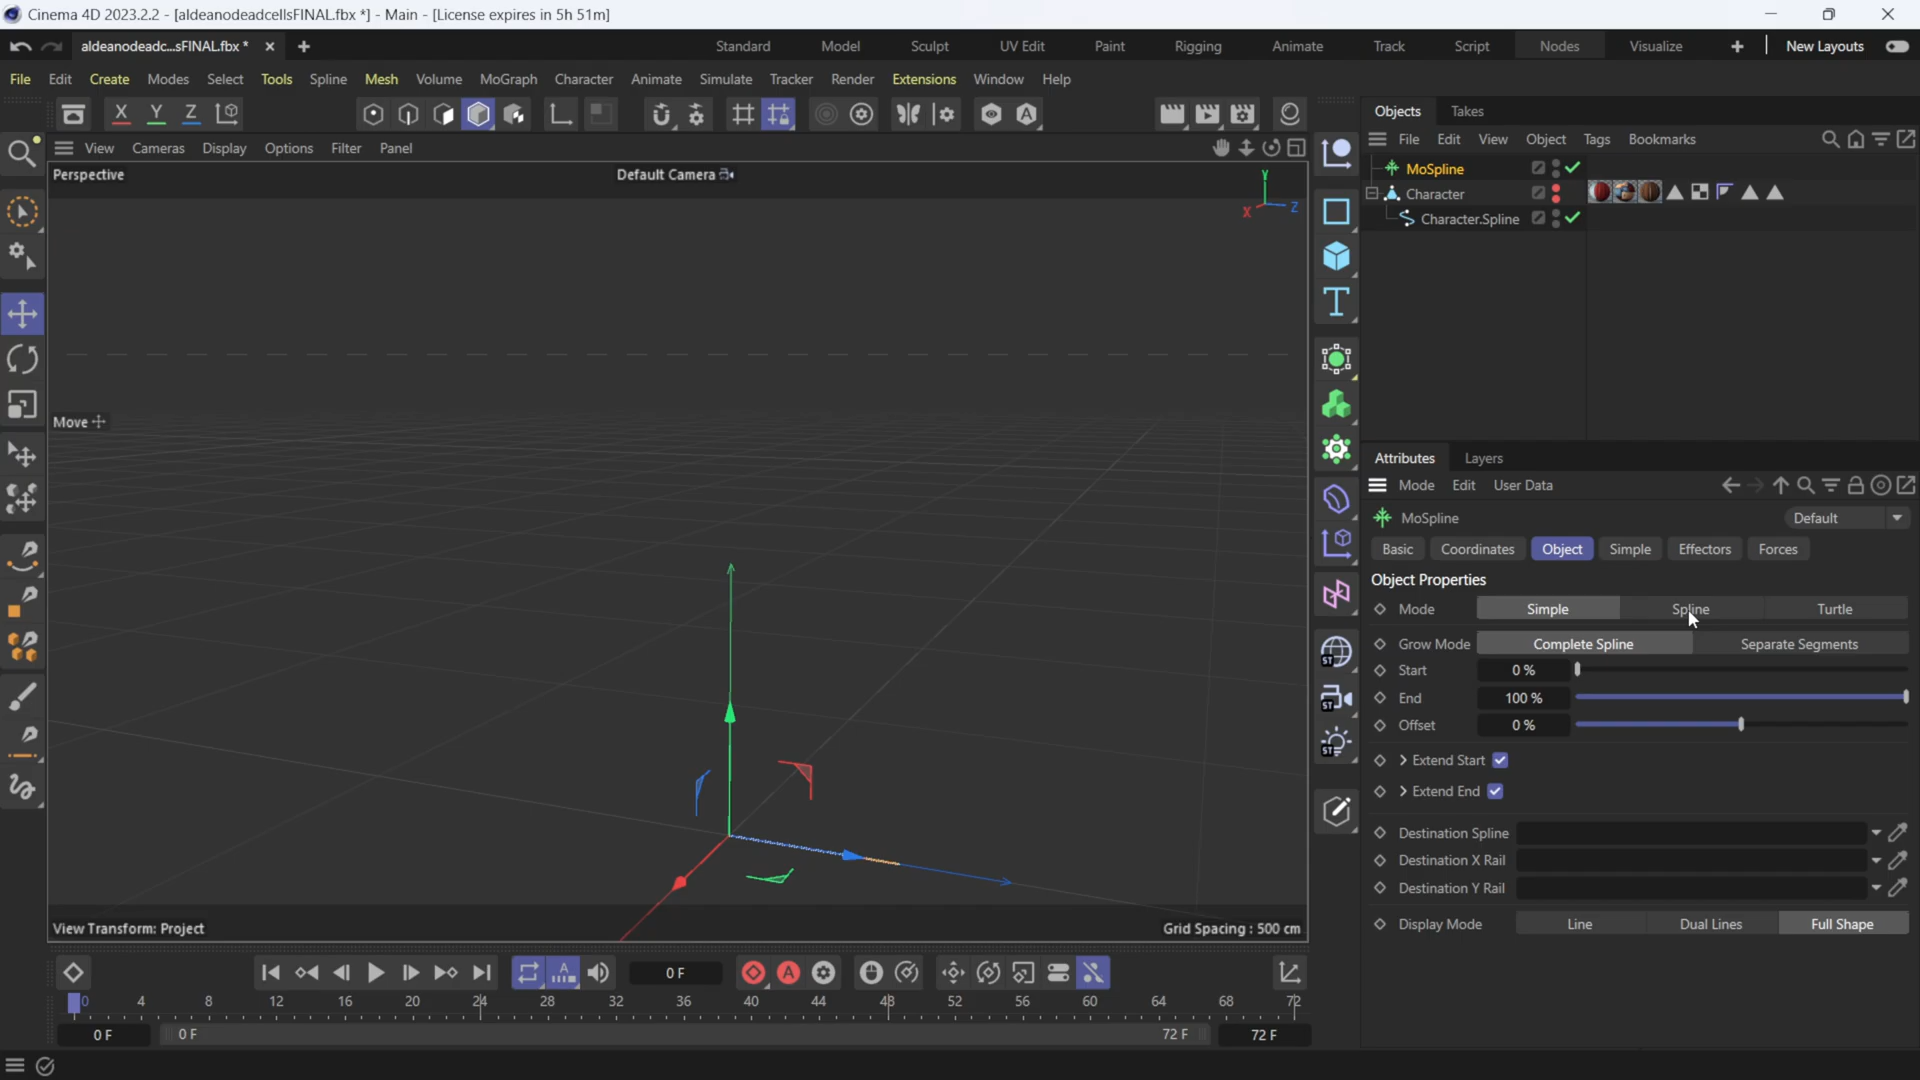 Cinema 4D 2023.2.2 - [aldeanodeadcellsFINAL.fbx *] - Main - [License expires in 5h 51m]
aldeanodeadc...sFINAL.fbx *
Standard Model Sculpt UV Edit Paint Rigging Animate Track Script Nodes Visualize New Layouts
File Edit Create Modes Select Tools Spline Mesh Volume MoGraph Character Animate Simulate Tracker Render Extensions Window Help
X Y Z
Objects Takes
File Edit View Object Tags Bookmarks
View Cameras Display Options Filter Panel
Perspective
Default Camera
Y
X
Z
MoSpline
Character
Character.Spline
Move
Attributes Layers
Mode Edit User Data
MoSpline
Default
Basic Coordinates Object Simple Effectors Forces
Object Properties
Mode Simple Spline Turtle
Grow Mode Complete Spline Separate Segments
Start 0 %
End 100 %
Offset 0 %
Extend Start
Extend End
Destination Spline
Destination X Rail
Destination Y Rail
Display Mode Line Dual Lines Full Shape
ST
ST
ST
View Transform: Project
Grid Spacing : 500 cm
0 F
0 4 8 12 16 20 24 28 32 36 40 44 48 52 56 60 64 68 72
0 F 0 F 72 F 72 F